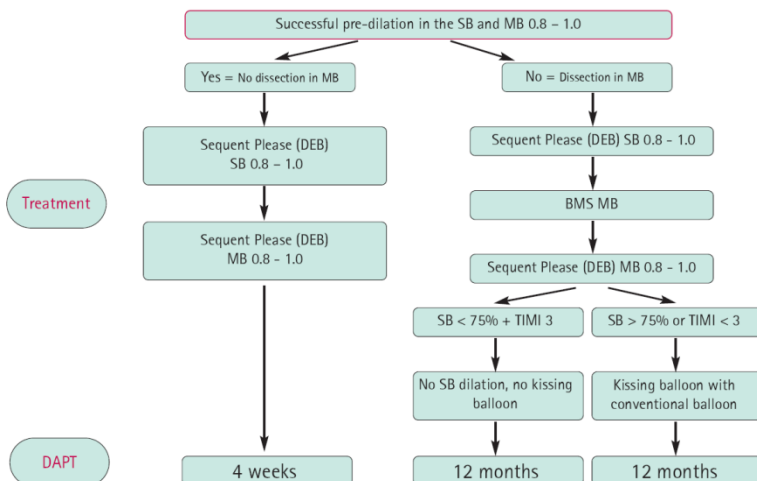 Successful pre-dilation in the SB and MB 0.8 – 1.0
Yes = No dissection in MB
No = Dissection in MB
Sequent Please (DEB)
SB 0.8 – 1.0
Sequent Please (DEB) SB 0.8 - 1.0
Treatment
BMS MB
Sequent Please (DEB)
MB 0.8 – 1.0
Sequent Please (DEB) MB 0.8 – 1.0
SB < 75% + TIMI 3
SB > 75% or TIMI < 3
No SB dilation, no kissing
balloon
Kissing balloon with
conventional balloon
DAPT
4 weeks
12 months
12 months